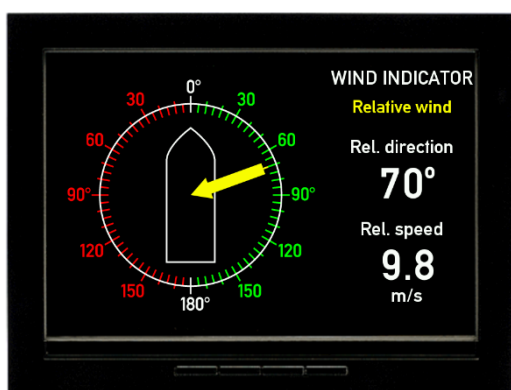 WIND INDICATOR
Relative wind
Rel. direction
70°
Rel. speed
9.8
m/s
0°
30
30
60
60
90°
90°
120
120
150
150
180°